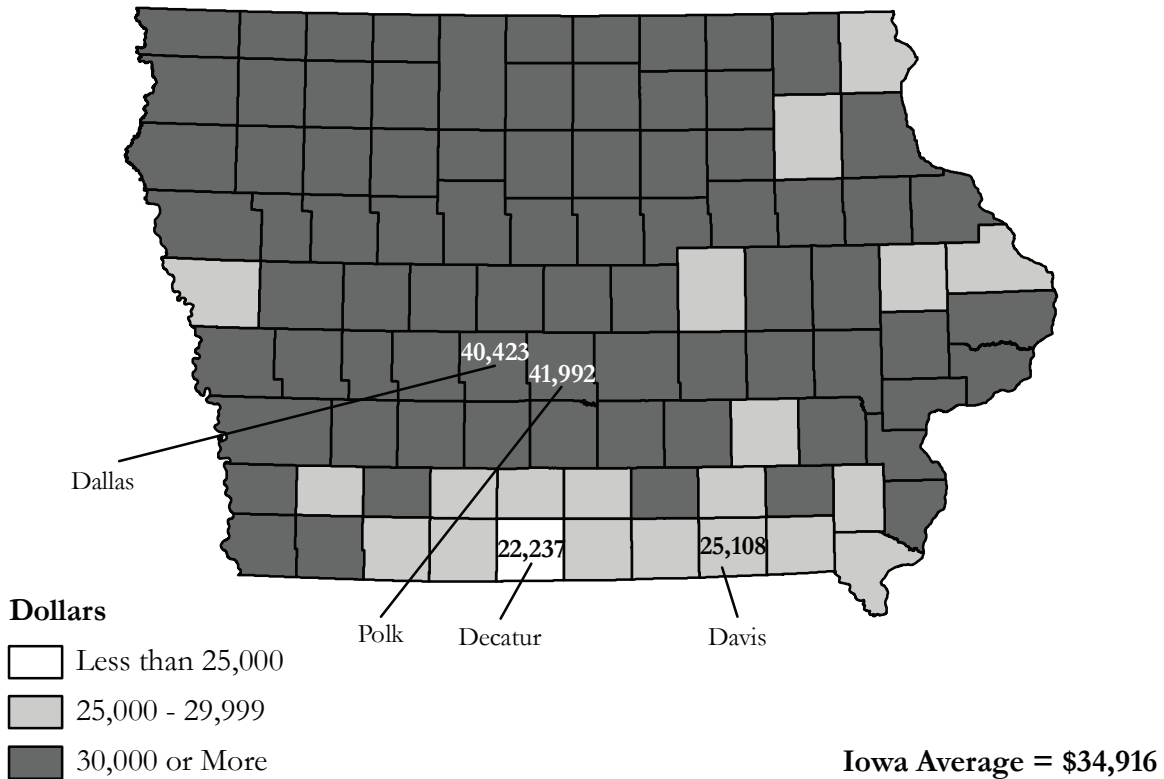 40,423
41,992
Dallas
22,237
25,108
Polk
Decatur
Davis
Dollars
Less than 25,000
25,000 - 29,999
30,000 or More
Iowa Average = $34,916